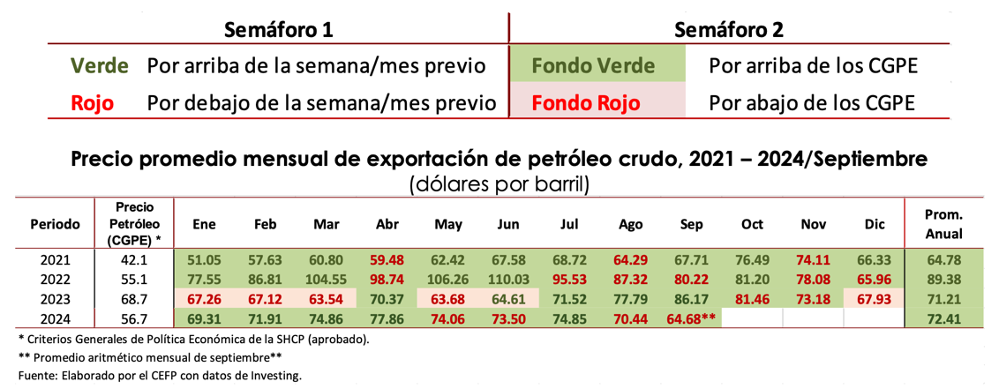 Semáforo 1 Semáforo 2
Verde Por arriba de la semana/mes previo Fondo Verde Por arriba de los CGPE
Rojo Por debajo de la semana/mes previo Fondo Rojo Por abajo de los CGPE
Precio promedio mensual de exportación de petróleo crudo, 2021 – 2024/Septiembre
(dólares por barril)
Periodo Precio Petróleo (CGPE) * Ene Feb Mar Abr May Jun Jul Ago Sep Oct Nov Dic Prom. Anual
2021 42.1 51.05 57.63 60.80 59.48 62.42 67.58 68.72 64.29 67.71 76.49 74.11 66.33 64.78
2022 55.1 77.55 86.81 104.55 98.74 106.26 110.03 95.53 87.32 80.22 81.20 78.08 65.96 89.38
2023 68.7 67.26 67.12 63.54 70.37 63.68 64.61 71.52 77.79 86.17 81.46 73.18 67.93 71.21
2024 56.7 69.31 71.91 74.86 77.86 74.06 73.50 74.85 70.44 64.68** 72.41
* Criterios Generales de Política Económica de la SHCP (aprobado).
** Promedio aritmético mensual de septiembre**
Fuente: Elaborado por el CEFP con datos de Investing.